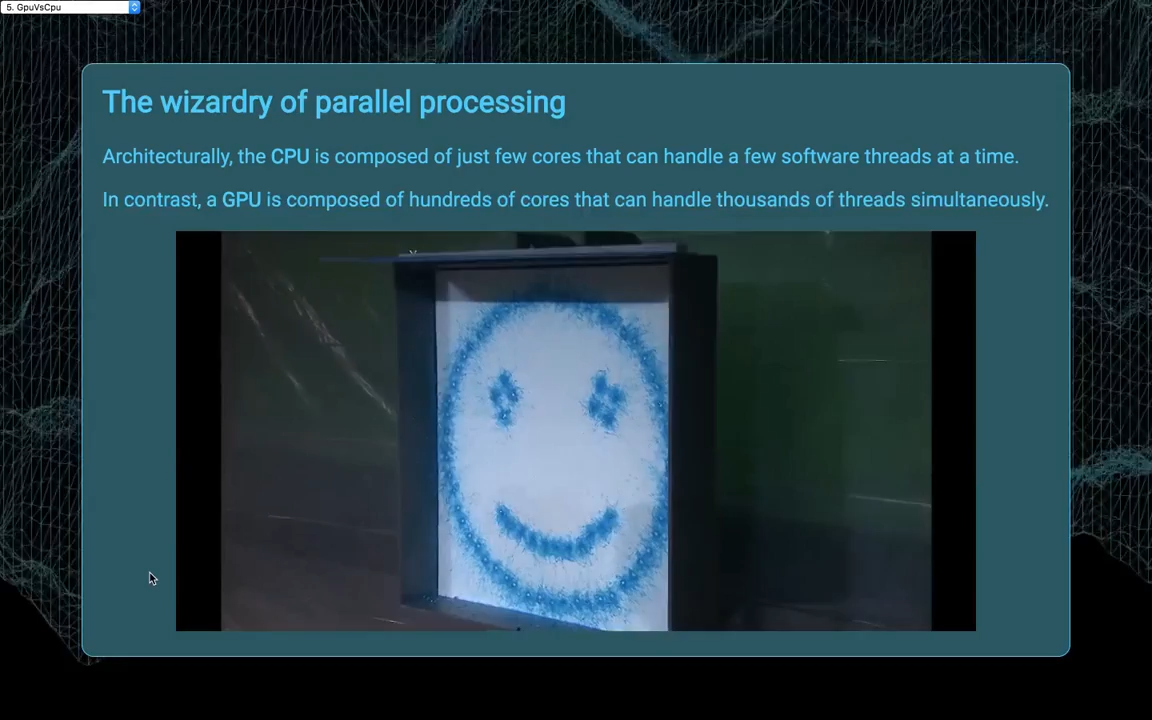 5. GpuVsCpu
The wizardry of parallel processing
Architecturally, the CPU is composed of just few cores that can handle a few software threads at a time.
In contrast, a GPU is composed of hundreds of cores that can handle thousands of threads simultaneously.